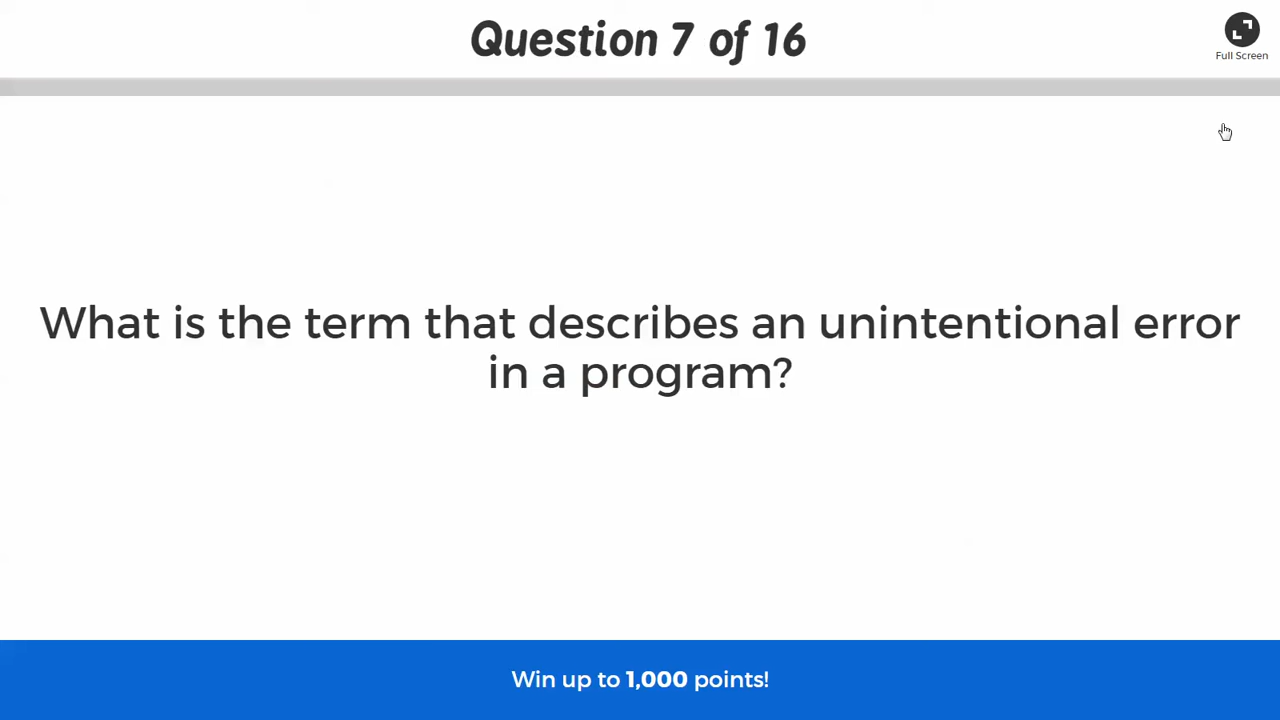 Question 7 of 16
Full Screen
What is the term that describes an unintentional error
in a program?
Win up to 1,000 points!